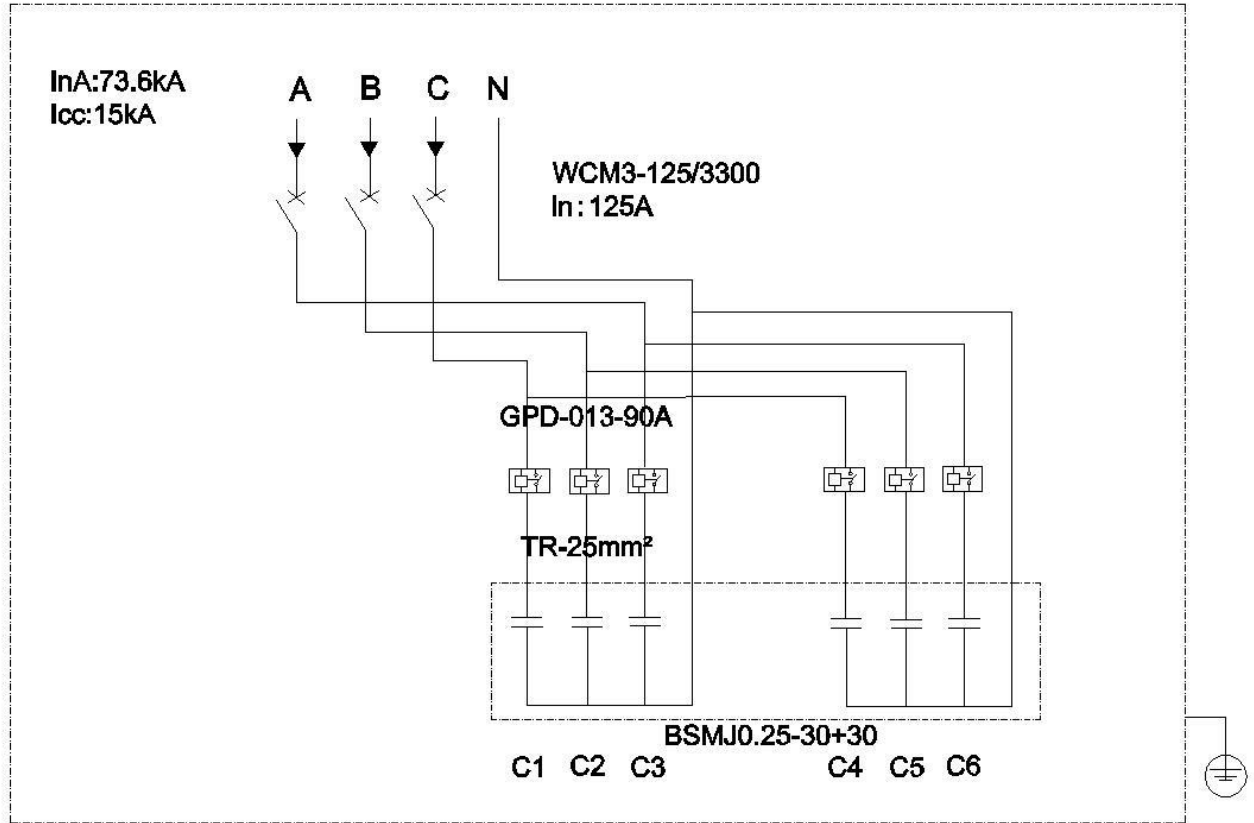 InA:73.6kA
Icc:15kA
A B C N
WCM3-125/3300
In:125A
GPD-013-90A
TR-25mm²
BSMJ0.25-30+30
C1 C2 C3 C4 C5 C6